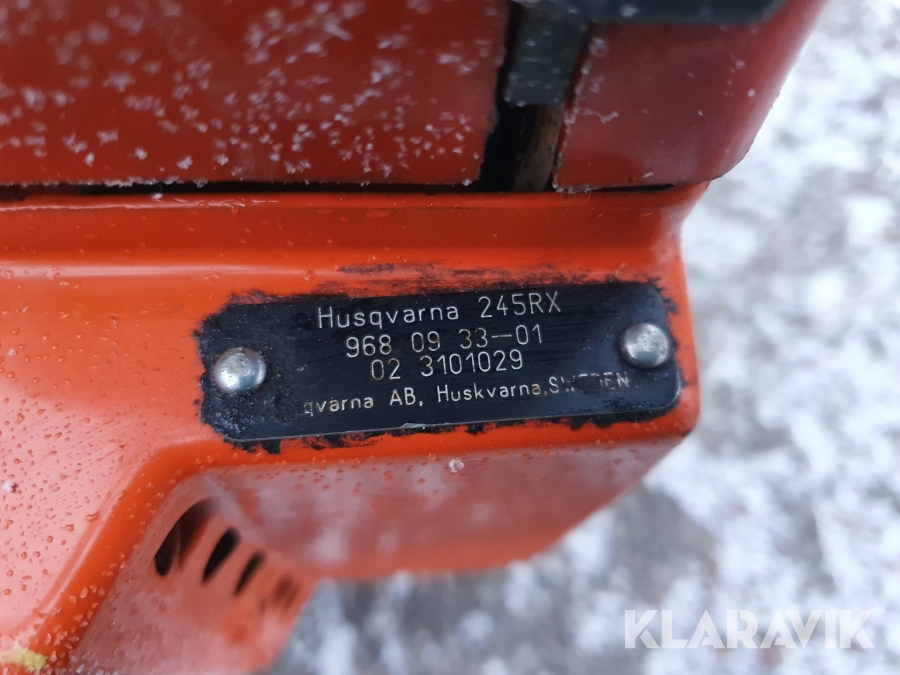 Husqvarna 245RX
968 09 33-01
02 3101029
qvarna AB, Huskvarna, SWEDEN
KLARAVIK